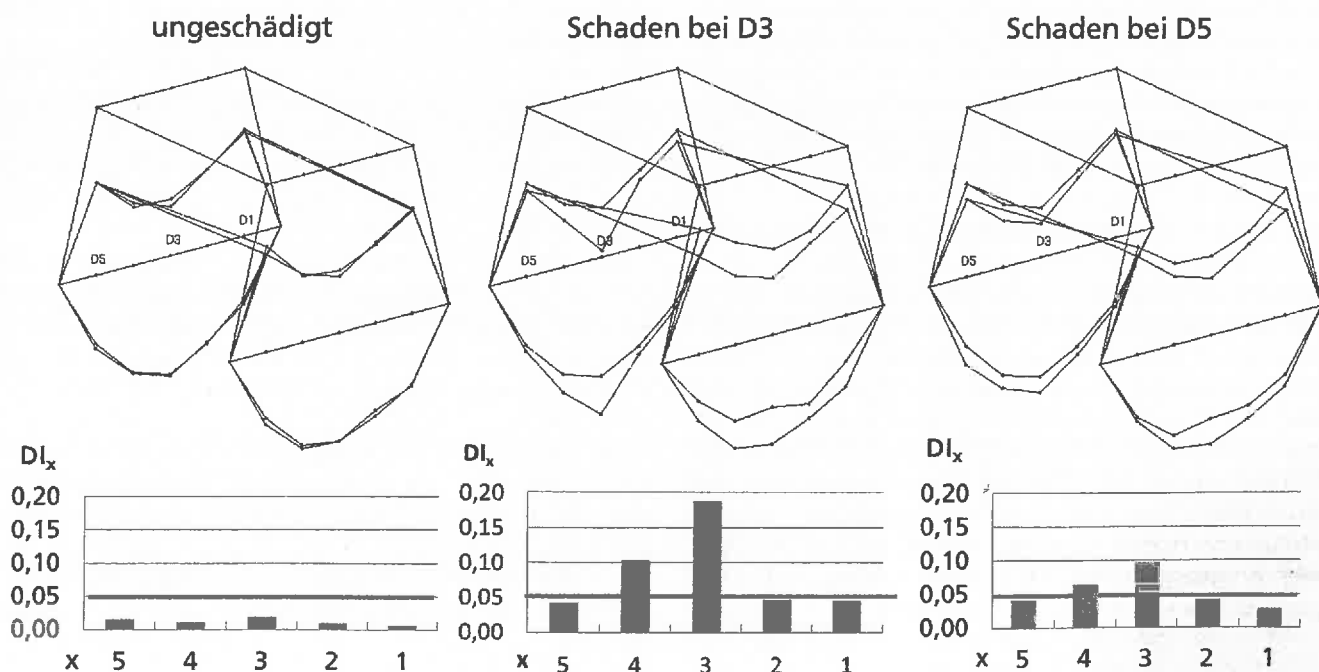 ungeschädigt
Schaden bei D3
Schaden bei D5
D1
D3
D5
D1
D3
D5
D1
D3
D5
DIx
0,20
0,15
0,10
0,05
0,00
x 5 4 3 2 1
DIx
0,20
0,15
0,10
0,05
0,00
x 5 4 3 2 1
DIx
0,20
0,15
0,10
0,05
0,00
x 5 4 3 2 1